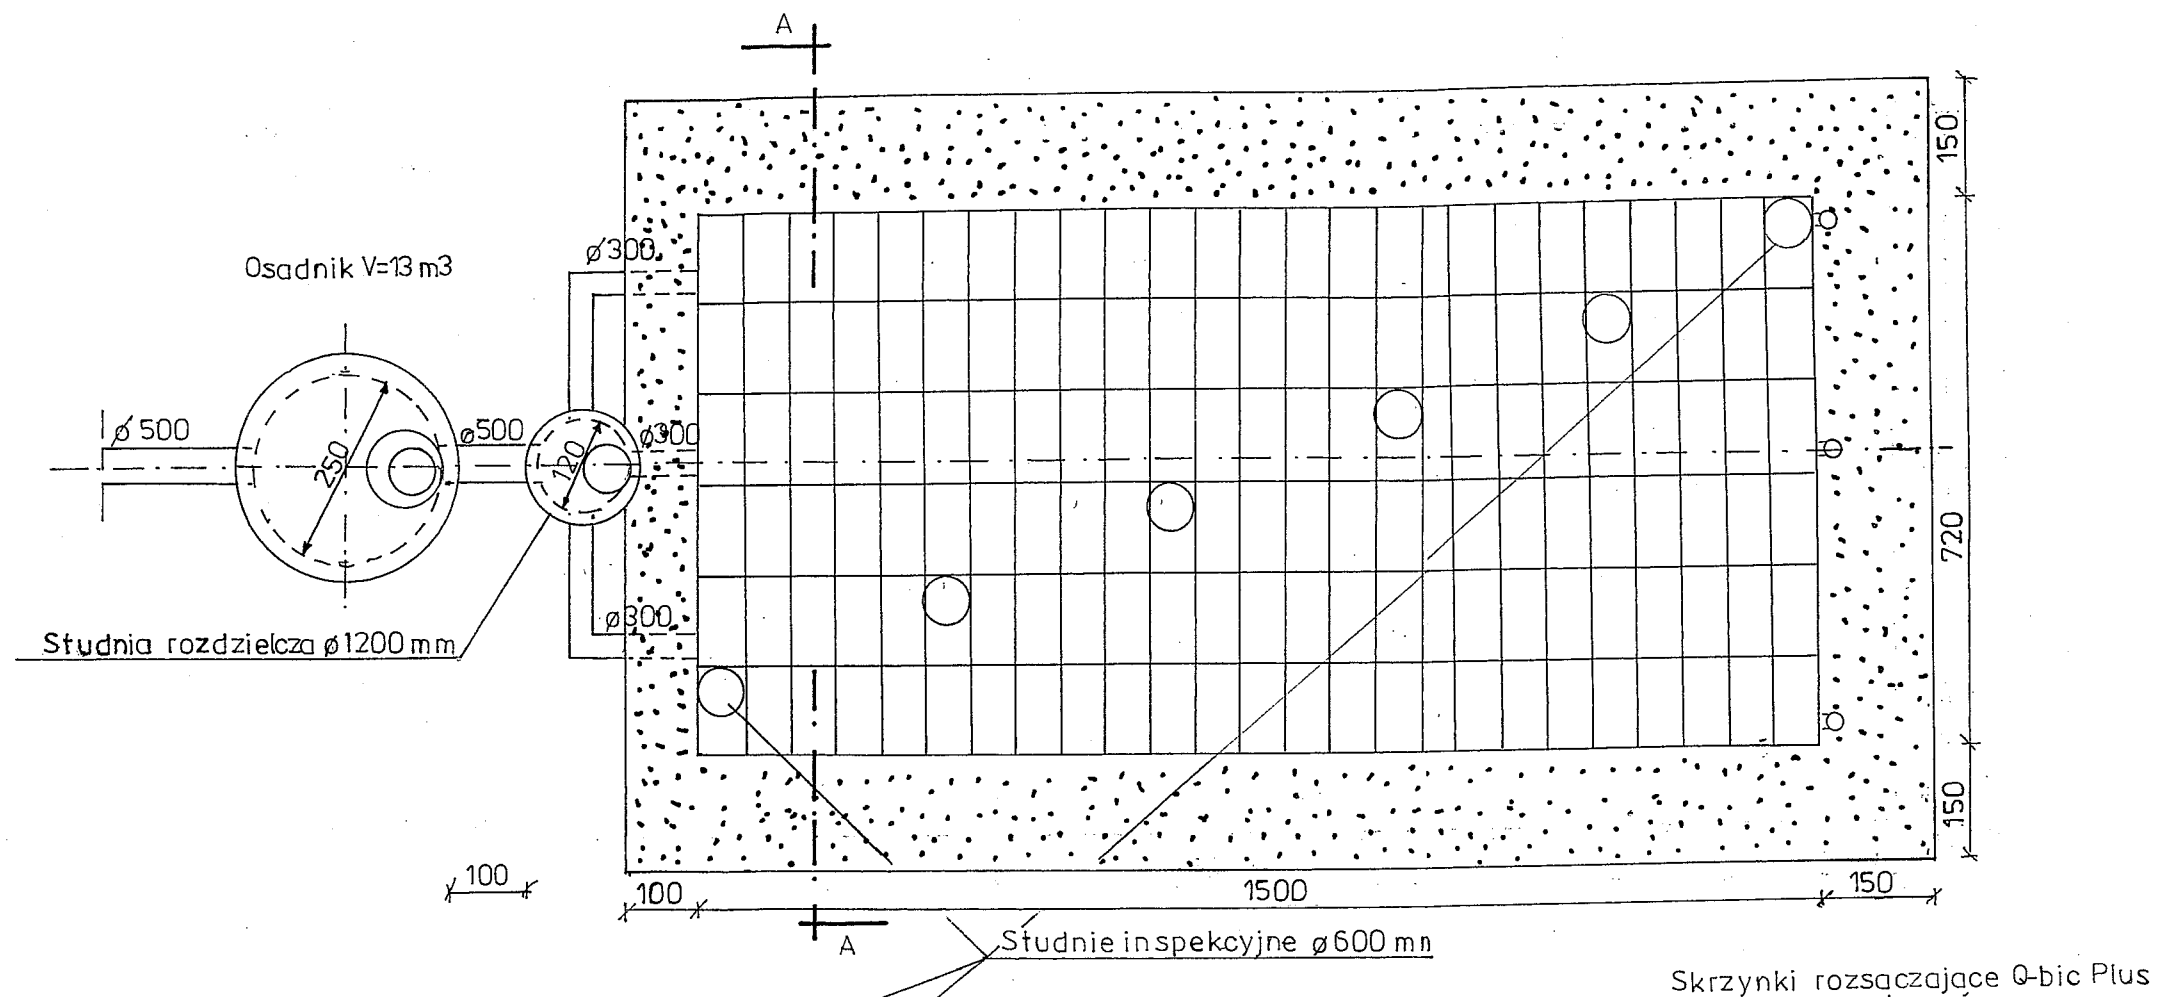 A
150
ø300
Osadnik V=13 m3
ø500
ø500
ø300
250
120
720
ø300
Studnia rozdzielcza ø1200 mm
150
100
100
1500
150
A
Studnie inspekcyjne ø600 mm
Skrzynki rozsączające Q-bic Plus